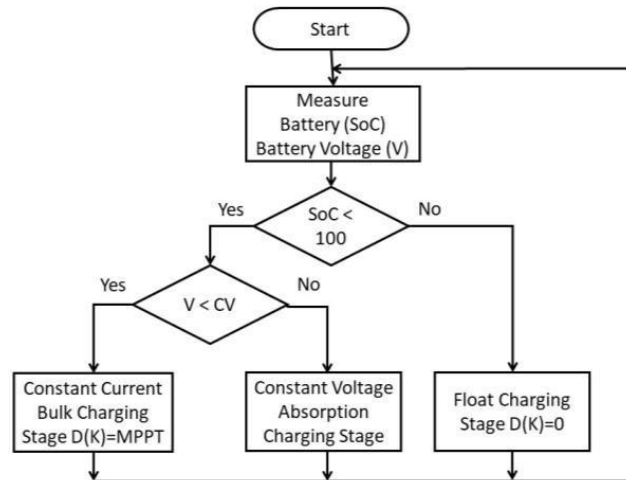 Start
Measure
Battery (SoC)
Battery Voltage (V)
Yes
SoC <
100
No
Yes
V < CV
No
Constant Current
Bulk Charging
Stage D(K)=MPPT
Constant Voltage
Absorption
Charging Stage
Float Charging
Stage D(K)=0